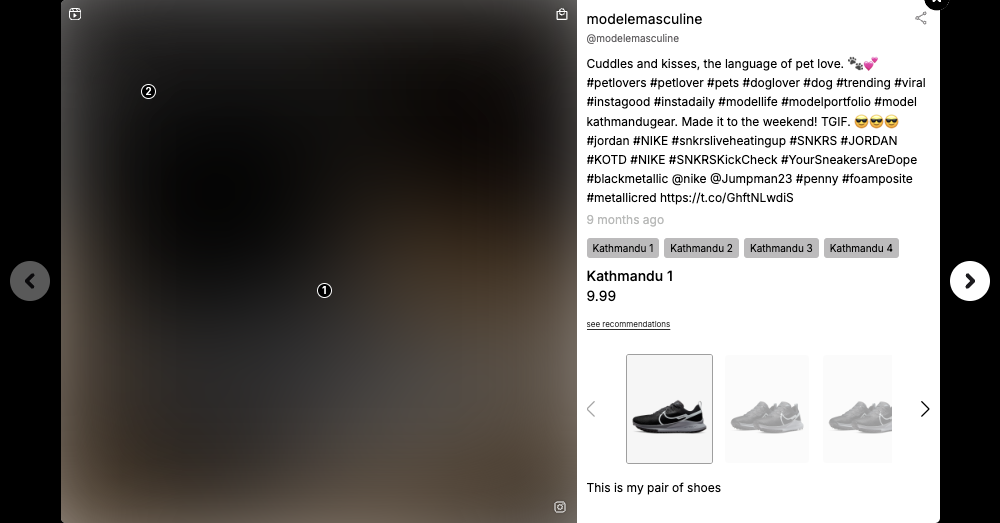 modelemasculine
@modelemasculine
Cuddles and kisses, the language of pet love. 🐾💕
#petlovers #petlover #pets #doglover #dog #trending #viral
#instagood #instadaily #modellife #modelportfolio #model
kathmandugear. Made it to the weekend! TGIF. 😎😎😎
#jordan #NIKE #snkrsliveheatingup #SNKRS #JORDAN
#KOTD #NIKE #SNKRSKickCheck #YourSneakersAreDope
#blackmetallic @nike @Jumpman23 #penny #foamposite
#metallicred https://t.co/GhftNLwdiS
9 months ago
Kathmandu 1 Kathmandu 2 Kathmandu 3 Kathmandu 4
Kathmandu 1
9.99
see recommendations
This is my pair of shoes
2
1